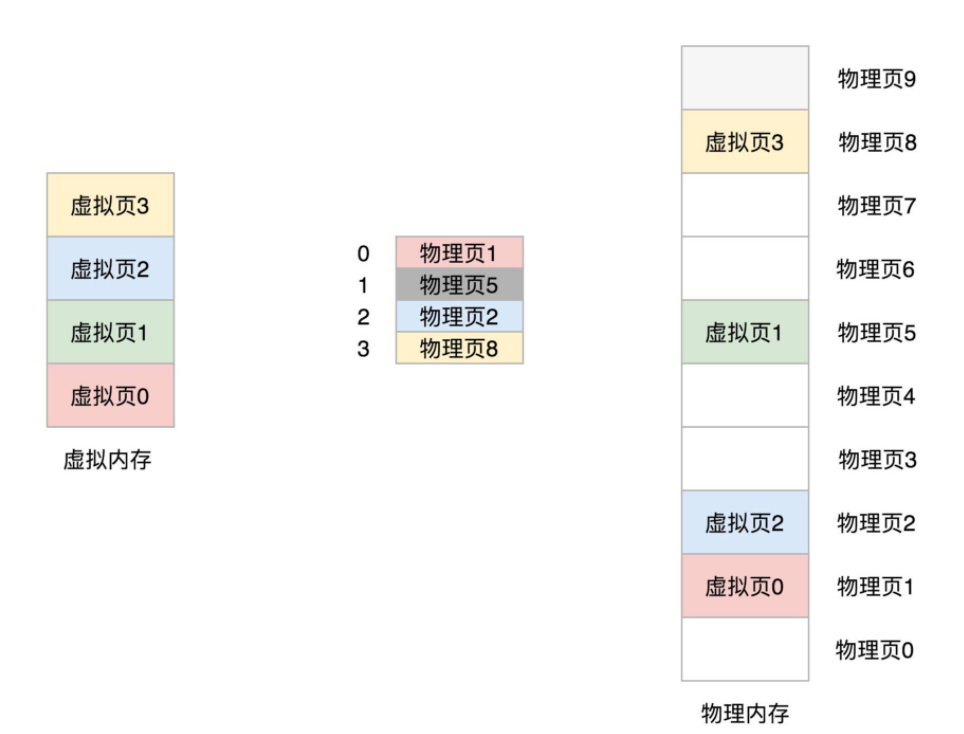 虚拟页3
虚拟页2
虚拟页1
虚拟页0
虚拟内存
0 物理页1
1 物理页5
2 物理页2
3 物理页8
物理页9
虚拟页3 物理页8
物理页7
物理页6
虚拟页1 物理页5
物理页4
物理页3
虚拟页2 物理页2
虚拟页0 物理页1
物理页0
物理内存